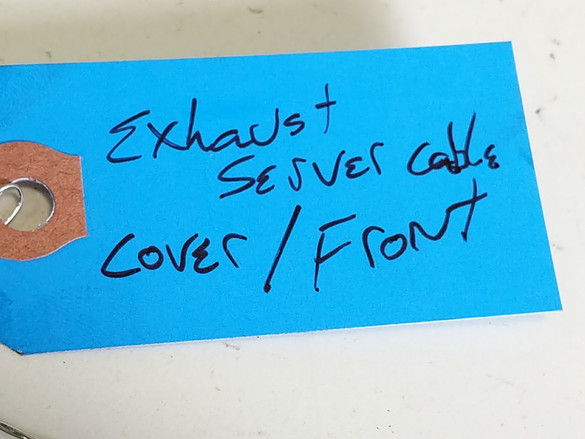 Exhaust
Server cable
Cover/Front